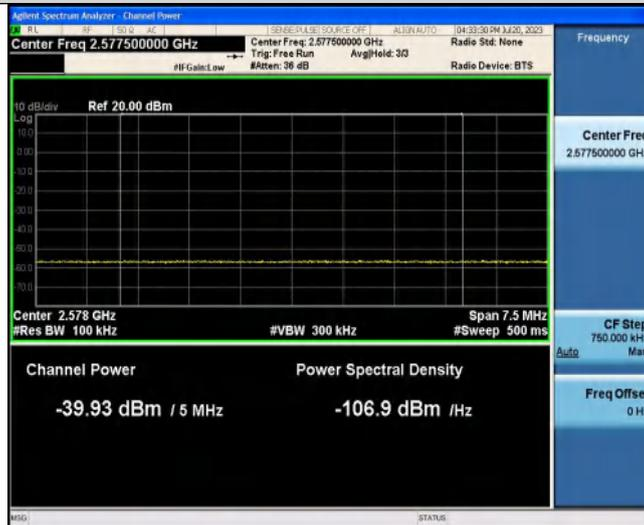 Agilent Spectrum Analyzer - Channel Power
RL RF 50 Ω AC SENSE:PULSE SOURCE OFF ALIGN AUTO 04:33:30 PM Jul 20, 2023
Center Freq 2.577500000 GHz
Center Freq: 2.577500000 GHz
Radio Std: None
Trig: Free Run Avg|Hold: 3/3
#IFGain:Low
#Atten: 36 dB
Radio Device: BTS
10 dB/div Ref 20.00 dBm
Log
10.0
0.00
-10.0
-20.0
-30.0
-40.0
-50.0
-60.0
-70.0
Center 2.578 GHz
Span 7.5 MHz
#Res BW 100 kHz
#VBW 300 kHz
#Sweep 500 ms
Channel Power
Power Spectral Density
-39.93 dBm / 5 MHz
-106.9 dBm /Hz
MSG
STATUS
Frequency
Center Fre
2.577500000 GH
CF Step
750.000 kH
Auto Ma
Freq Offse
0 H